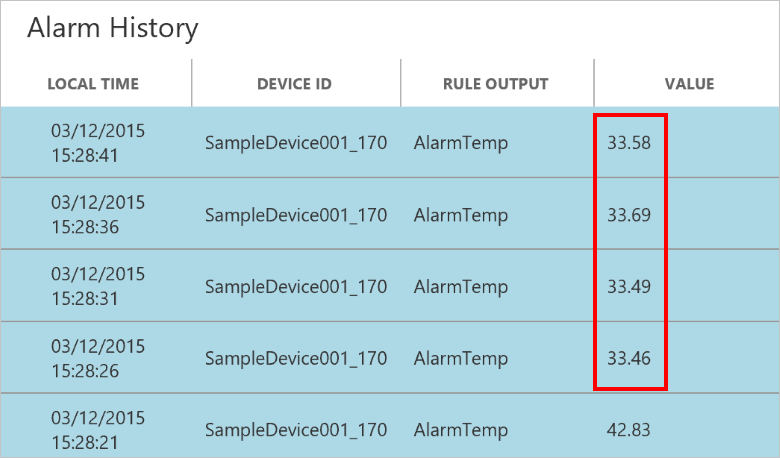 Alarm History
LOCAL TIME DEVICE ID RULE OUTPUT VALUE
03/12/2015
15:28:41 SampleDevice001_170 AlarmTemp 33.58
03/12/2015
15:28:36 SampleDevice001_170 AlarmTemp 33.69
03/12/2015
15:28:31 SampleDevice001_170 AlarmTemp 33.49
03/12/2015
15:28:26 SampleDevice001_170 AlarmTemp 33.46
03/12/2015
15:28:21 SampleDevice001_170 AlarmTemp 42.83